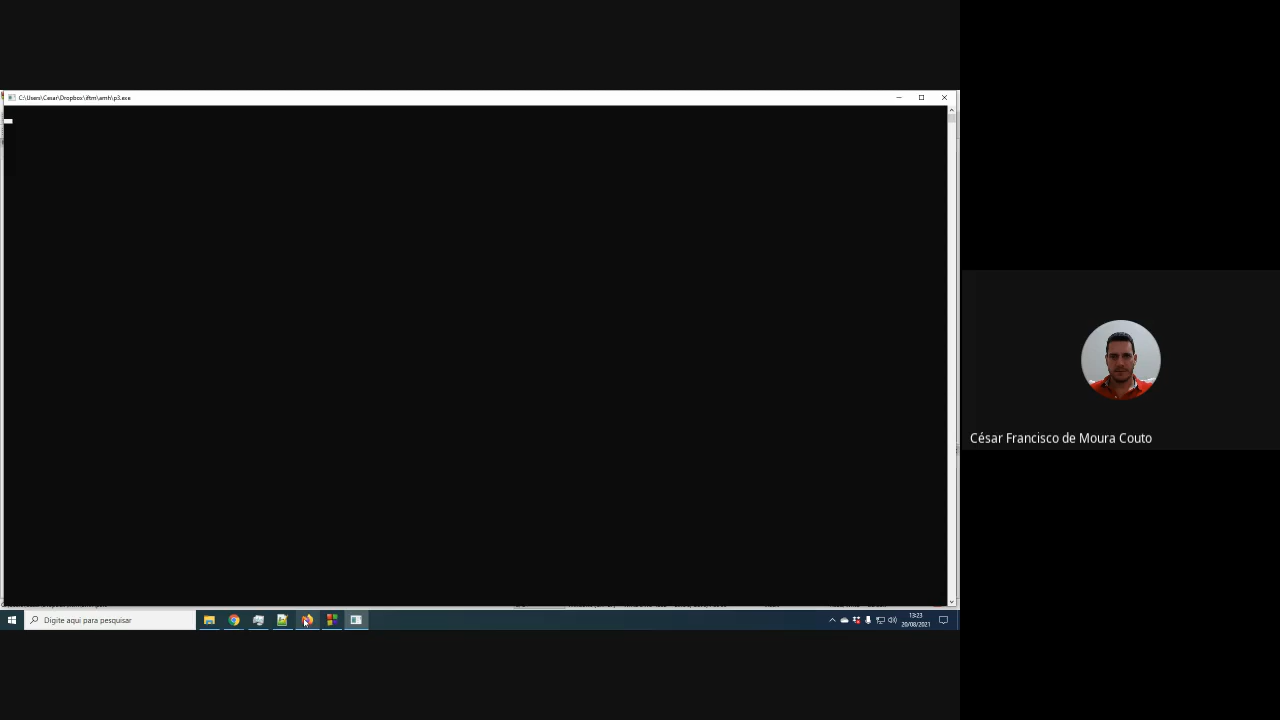 C:\Users\Cesar\Dropbox\iftm\amh\p3.exe
César Francisco de Moura Couto
Digite aqui para pesquisar
13:23
20/08/2021